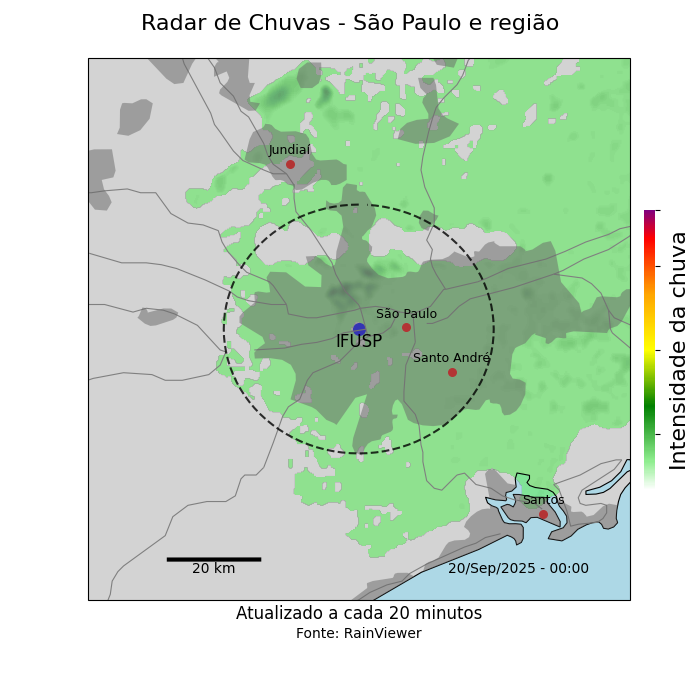 Radar de Chuvas - São Paulo e região
Jundiaí
São Paulo
IFUSP
Santo André
Santos
20 km
20/Sep/2025 - 00:00
Intensidade da chuva
Atualizado a cada 20 minutos
Fonte: RainViewer